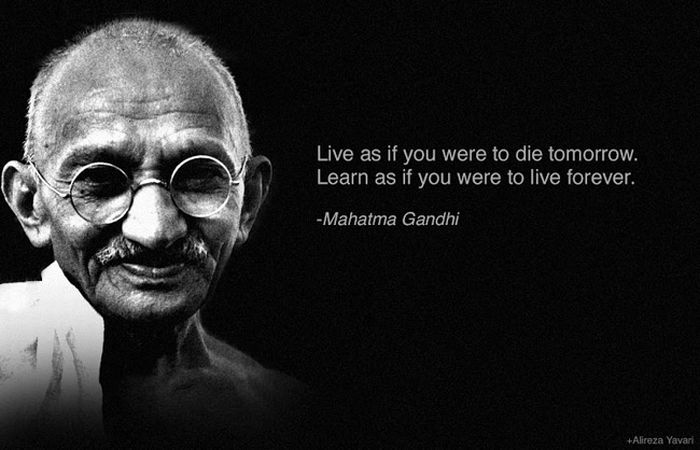 Live as if you were to die tomorrow.
Learn as if you were to live forever.
-Mahatma Gandhi
+Alireza Yavari